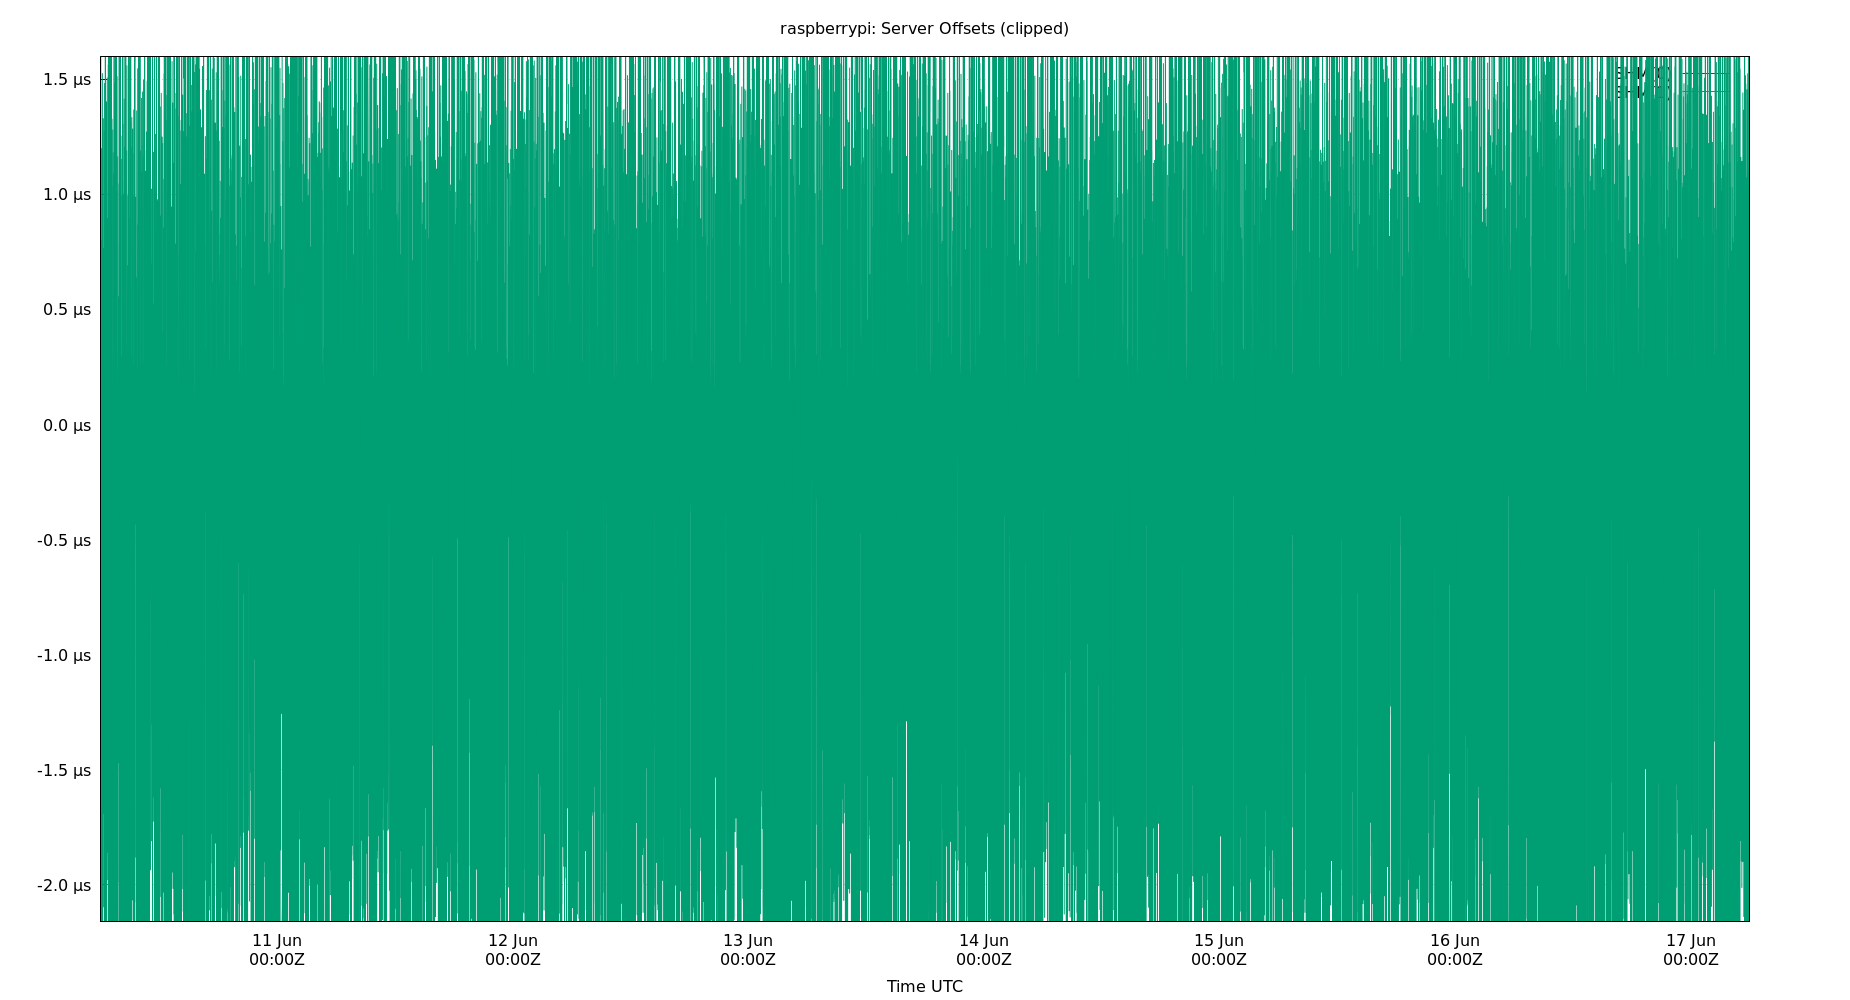 raspberrypi: Server Offsets (clipped)
1.5 µs
1.0 µs
0.5 µs
0.0 µs
-0.5 µs
-1.0 µs
-1.5 µs
-2.0 µs
11 Jun
00:00Z
12 Jun
00:00Z
13 Jun
00:00Z
14 Jun
00:00Z
15 Jun
00:00Z
16 Jun
00:00Z
17 Jun
00:00Z
Time UTC